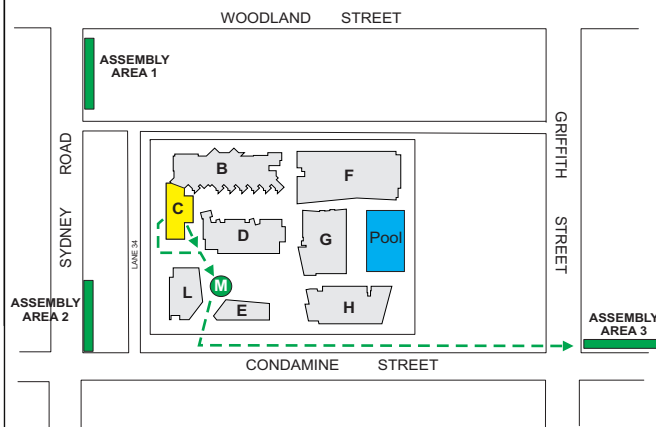 WOODLAND STREET
ASSEMBLY
AREA 1
SYDNEY ROAD
GRIFFITH STREET
B
F
C
D
G
Pool
LANE 34
L
M
E
H
ASSEMBLY
AREA 2
ASSEMBLY
AREA 3
CONDAMINE STREET